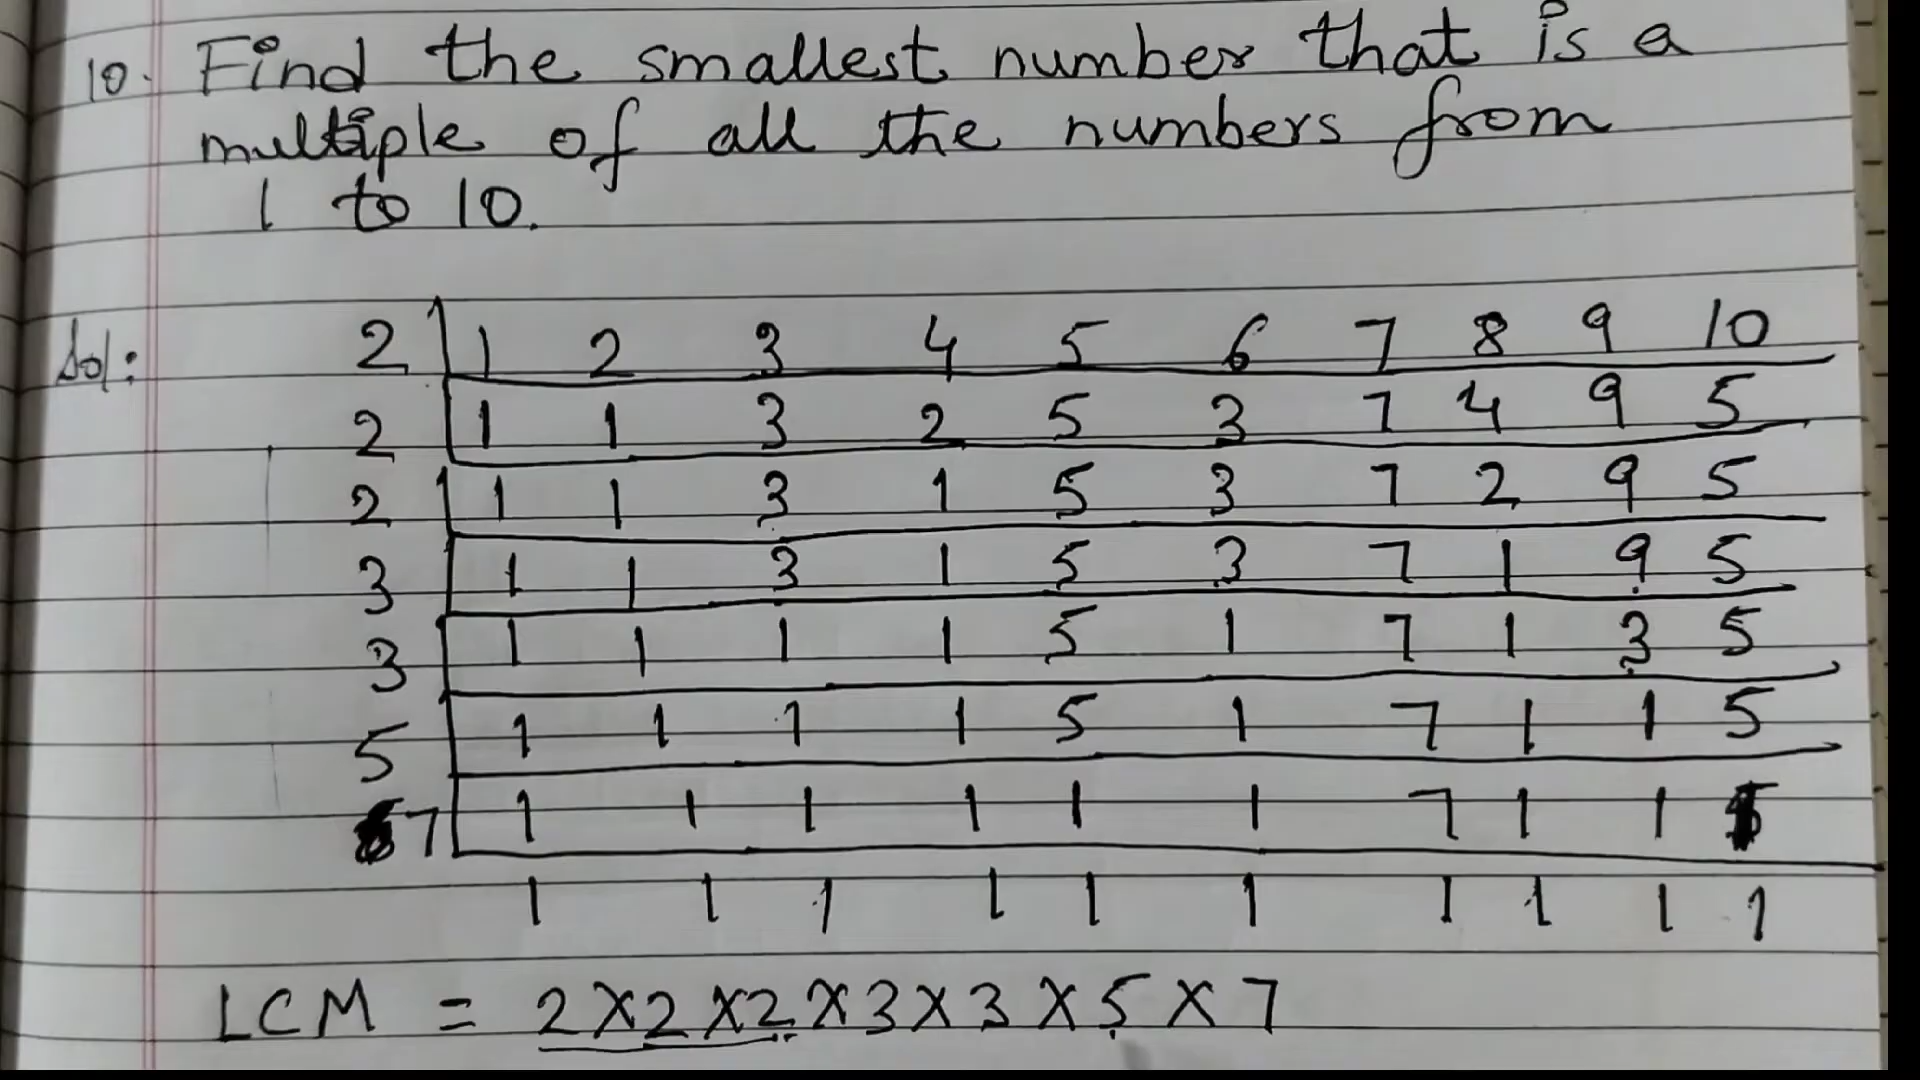 10. Find the smallest number that is a
multiple of all the numbers from
1 to 10.
Sol: 2 1 2 3 4 5 6 7 8 9 10
2 1 1 3 2 5 3 7 4 9 5
2 1 1 3 1 5 3 7 2 9 5
3 1 1 3 1 5 3 7 1 9 5
3 1 1 1 1 5 1 7 1 3 5
5 1 1 1 1 5 1 7 1 1 5
7 1 1 1 1 1 1 7 1 1
1 1 1 1 1 1 1 1 1 1
LCM = 2×2×2×3×3×5×7